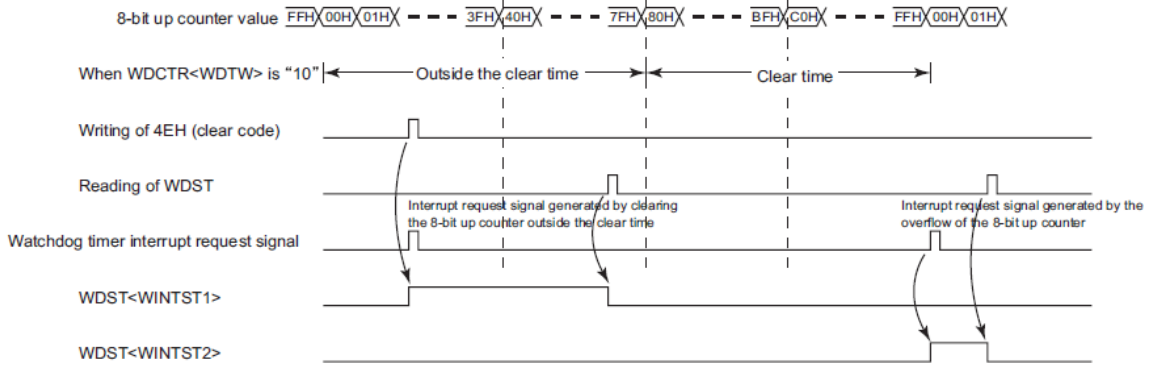 8-bit up counter value FFH 00H 01H 3FH 40H 7FH 80H BFH C0H FFH 00H 01H
When WDCTR<WDTW> is “10” Outside the clear time Clear time
Writing of 4EH (clear code)
Reading of WDST
Interrupt request signal generated by clearing
the 8-bit up counter outside the clear time
Interrupt request signal generated by the
overflow of the 8-bit up counter
Watchdog timer interrupt request signal
WDST<WINTST1>
WDST<WINTST2>